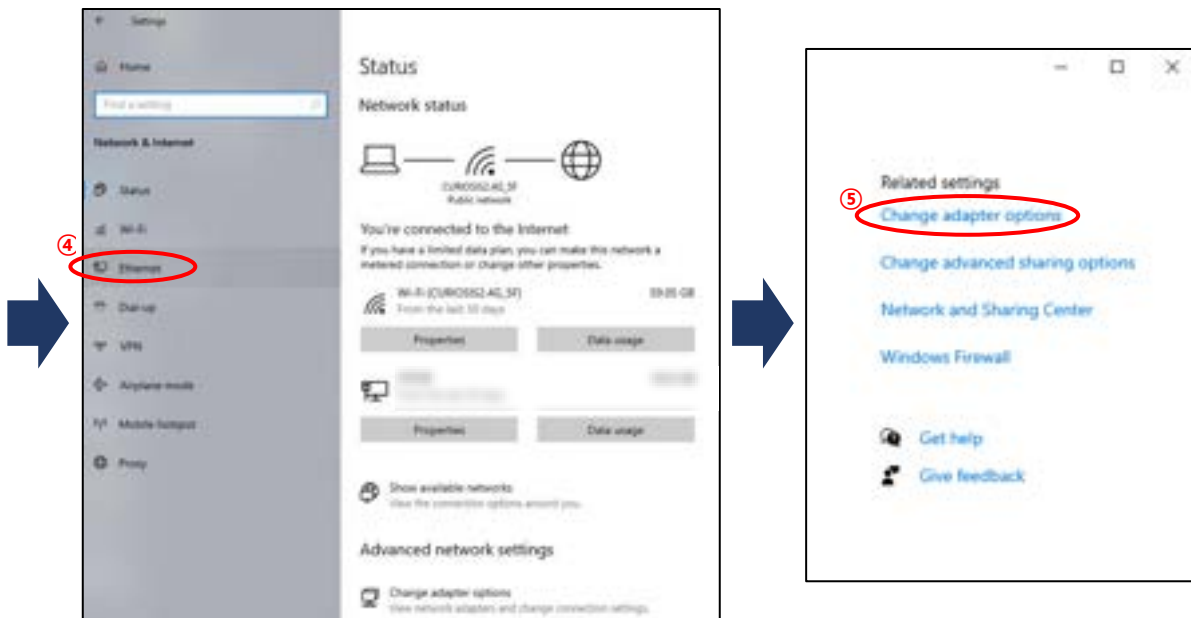 Settings
Home
Find a setting
Network & Internet
Status
Wi-Fi
④
Ethernet
Dial-up
VPN
Airplane mode
Mobile hotspot
Proxy
Status
Network status
Public network
You're connected to the Internet
If you have a limited data plan, you can make this network a
metered connection or change other properties.
From the last 30 days
Properties
Data usage
Properties
Data usage
Show available networks
View the connection options around you.
Advanced network settings
Change adapter options
View network adapters and change connection settings.
Related settings
⑤
Change adapter options
Change advanced sharing options
Network and Sharing Center
Windows Firewall
Get help
Give feedback